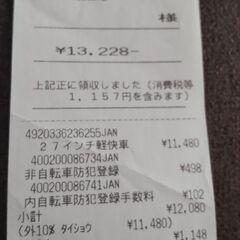 様
¥13,228-
上記正に領収しました（消費税等
1,157円を含みます）
4920336236255JAN
27インチ軽快車 ¥11,480
400200086734JAN
非自転車防犯登録 ¥498
400200086741JAN
内自転車防犯登録手数料 ¥102
小計 ¥12,080
(外10% タイショウ ¥11,480)
¥1,148